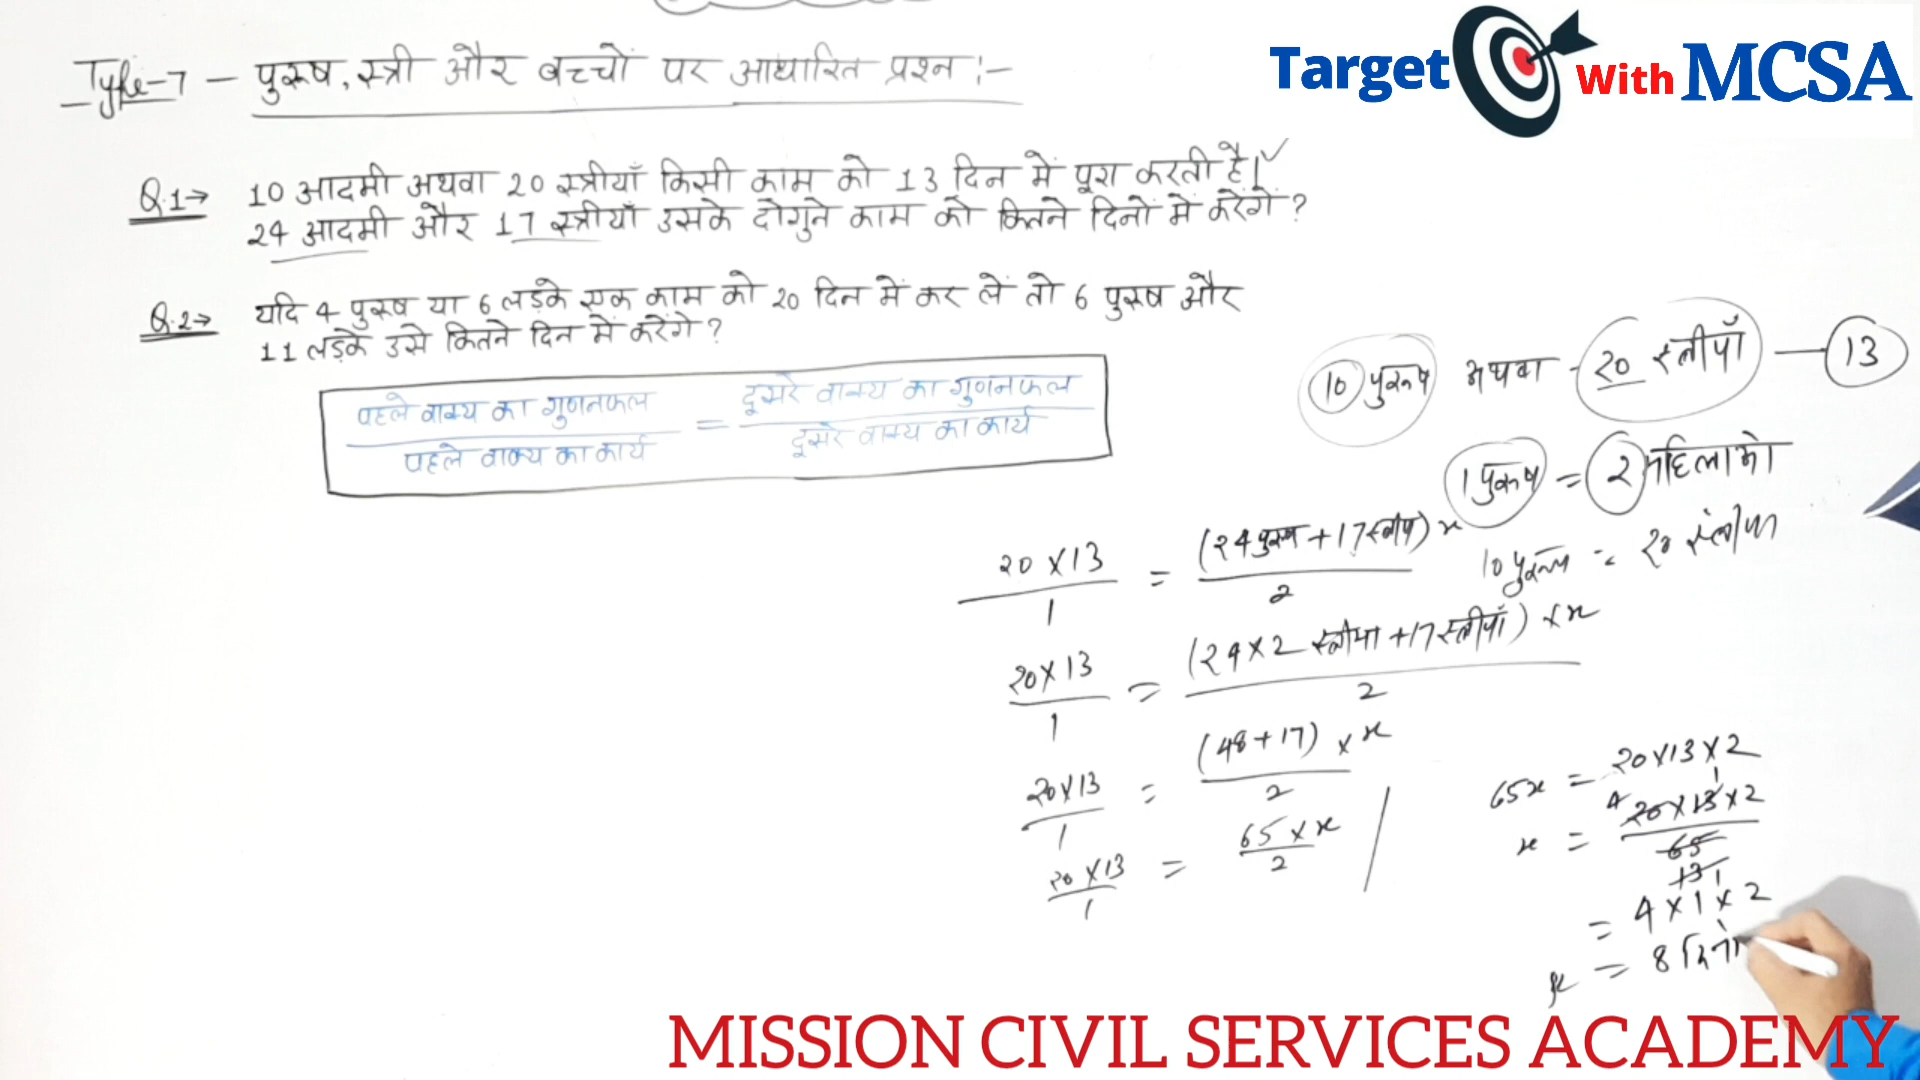 Target With MCSA
Type-7 - पुरुष, स्त्री और बच्चों पर आधारित प्रश्न :-
Q.1→ 10 आदमी अथवा 20 स्त्रीयाँ किसी काम को 13 दिन में पूरा करती है। ✓
24 आदमी और 17 स्त्रीयाँ उसके दोगुने काम को कितने दिनों में करेंगे ?
Q.2→ यदि 4 पुरुष या 6 लड़के एक काम को 20 दिन में कर लें तो 6 पुरुष और
11 लड़के उसे कितने दिन में करेंगे ?
पहले वाक्य का गुणनफल / पहले वाक्य का कार्य = दूसरे वाक्य का गुणनफल / दूसरे वाक्य का कार्य
10 पुरुष अथवा - 20 स्त्रीयाँ — 13
1 पुरुष = 2 महिलाओ
10 पुरुष = 20 स्त्रीया
20 × 13 / 1 = (24 पुरुष + 17 स्त्रीय) x / 2
20 × 13 / 1 = (24 × 2 स्त्रीया + 17 स्त्रीयाँ) × x / 2
20 × 13 / 1 = (48 + 17) × x / 2
20 × 13 / 1 = 65 × x / 2
65x = 20 × 13 × 2
x = 20 × 13 × 2 / 65
4 1
13 1
= 4 × 1 × 2
x = 8 दिनो
MISSION CIVIL SERVICES ACADEMY